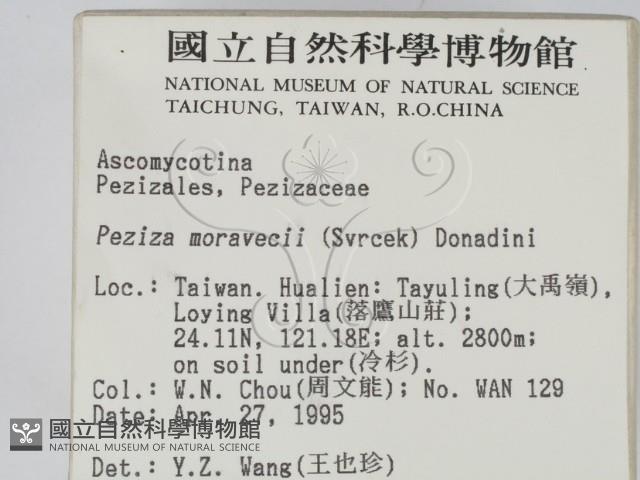 國立自然科學博物館
NATIONAL MUSEUM OF NATURAL SCIENCE
TAICHUNG, TAIWAN, R.O.CHINA
Ascomycotina
Pezizales, Pezizaceae
Peziza moravecii (Svrcek) Donadini
Loc.: Taiwan. Hualien: Tayuling(大禹嶺),
Loying Villa(落鷹山莊);
24.11N, 121.18E; alt. 2800m;
on soil under(冷杉).
Col.: W.N. Chou(周文能); No. WAN 129
Date: Apr. 27, 1995
國立自然科學博物館
NATIONAL MUSEUM OF NATURAL SCIENCE
Det.: Y.Z. Wang(王也珍)